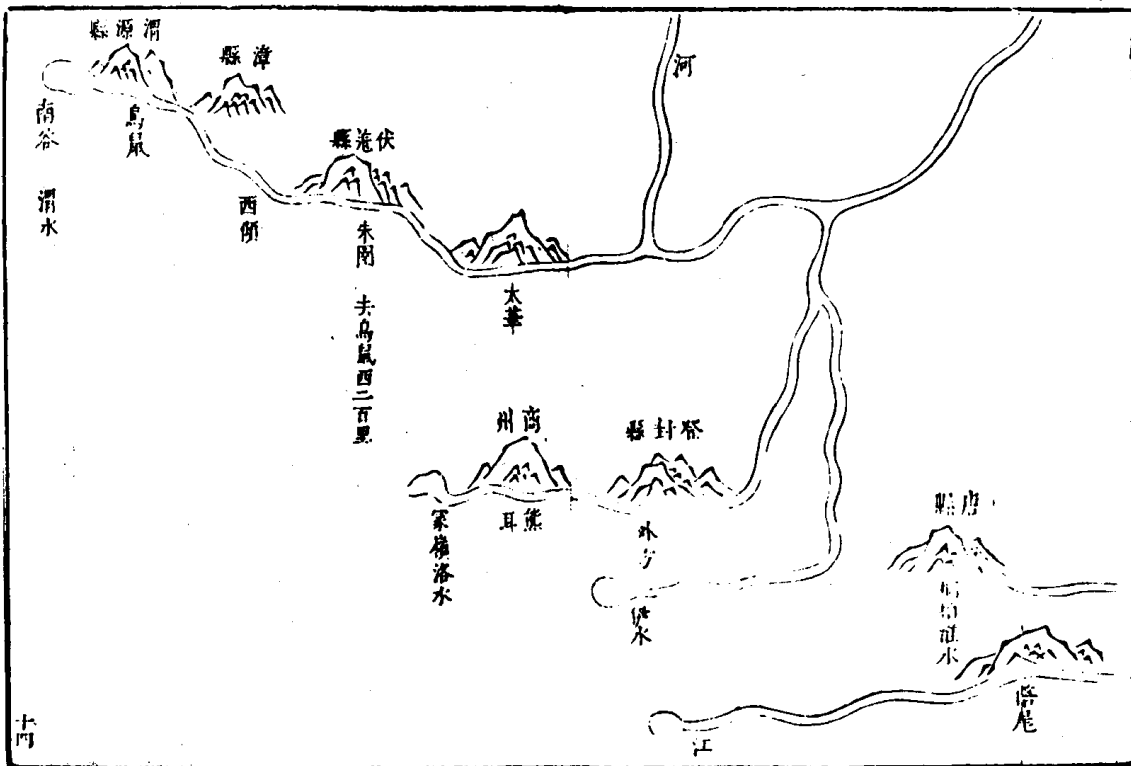 渭源縣
漳縣
鳥鼠
南谷
渭水
西傾
伏羌縣
朱圉
去鳥鼠西二百里
太華
河
商州
熊耳
冢嶺洛水
登封縣
外方
伊水
唐縣
桐柏淮水
陪尾
江
十四